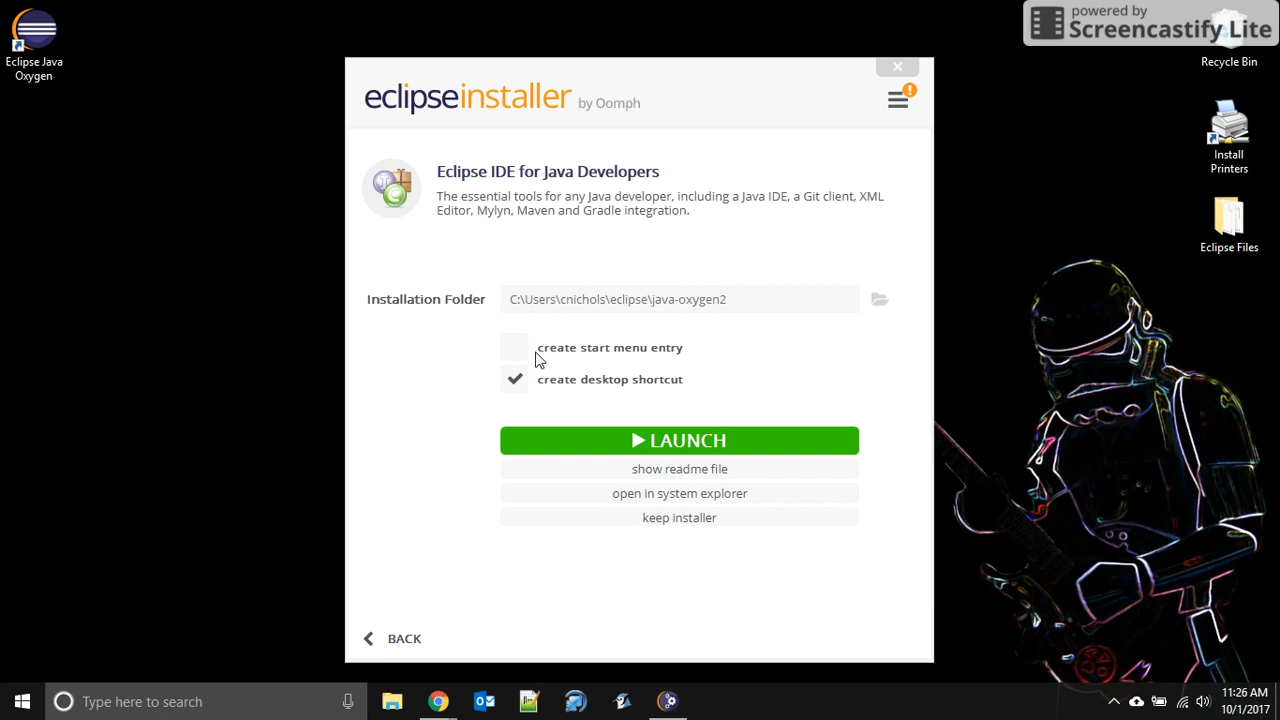 Eclipse Java
Oxygen
powered by
Screencastify Lite
Recycle Bin
Install
Printers
Eclipse Files
eclipseinstaller by Oomph
!
Eclipse IDE for Java Developers
The essential tools for any Java developer, including a Java IDE, a Git client, XML
Editor, Mylyn, Maven and Gradle integration.
Installation Folder C:\Users\cnichols\eclipse\java-oxygen2
create start menu entry
create desktop shortcut
LAUNCH
show readme file
open in system explorer
keep installer
BACK
Type here to search
11:26 AM
10/1/2017